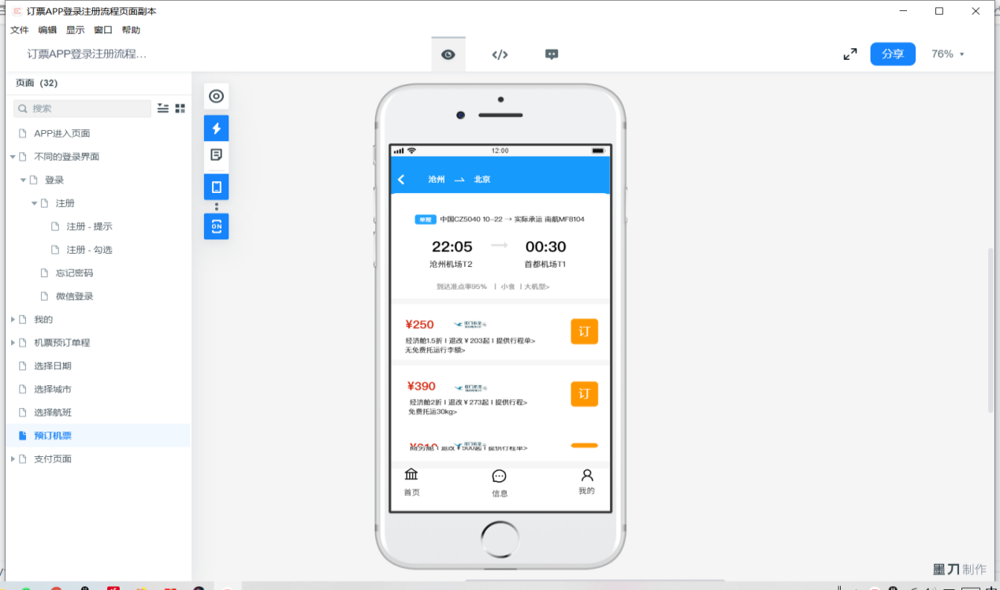 订票APP登录注册流程页面副本
文件 编辑 显示 窗口 帮助
订票APP登录注册流程...
分享
76%
页面 (32)
搜索
APP进入页面
不同的登录界面
登录
注册
注册 - 提示
注册 - 勾选
忘记密码
微信登录
我的
机票预订单程
选择日期
选择城市
选择航班
预订机票
支付页面
ON
12:00
沧州 北京
单程 中国CZ5040 10-22 → 实际承运 南航MF8104
22:05 00:30
沧州机场T2 首都机场T1
到达准点率95% | 小食 | 大机型>
¥250
经济舱1.5折 I 退改￥203起 I 提供行程单>
无免费托运行李额>
订
¥390
经济舱2折 I 退改￥273起 I 提供行程>
免费托运30kg>
订
商务舱 I 退改￥500起 I 提供行程单>
首页 信息 我的
墨刀制作